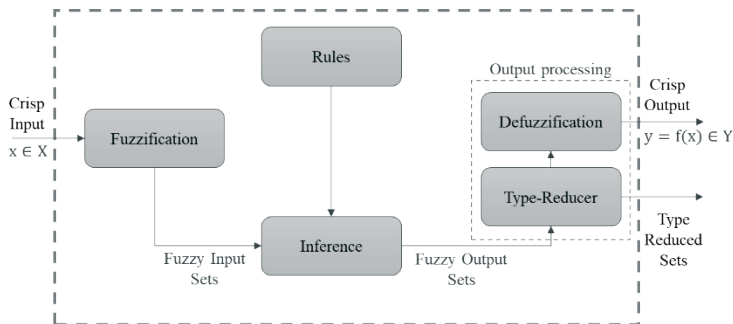 Crisp
Input
x ∈ X
Fuzzification
Rules
Fuzzy Input
Sets
Inference
Fuzzy Output
Sets
Output processing
Defuzzification
Type-Reducer
Crisp
Output
y = f(x) ∈ Y
Type
Reduced
Sets